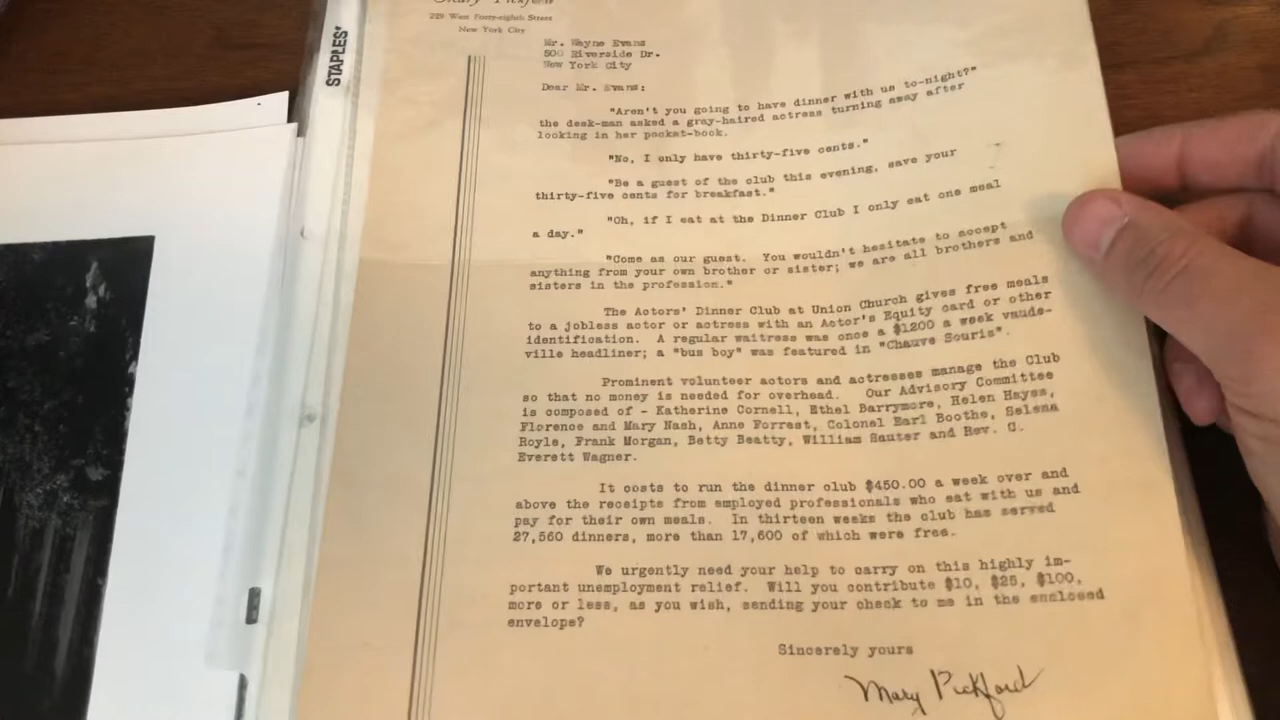 Mary Pickford
229 West Forty-eighth Street
New York City
STAPLES
Mr. Wayne Evans
500 Riverside Dr.
New York City
Dear Mr. Evans:
"Aren't you going to have dinner with us to-night?"
the desk-man asked a gray-haired actress turning away after
looking in her pocket-book.
"No, I only have thirty-five cents."
"Be a guest of the club this evening, save your
thirty-five cents for breakfast."
"Oh, if I eat at the Dinner Club I only eat one meal
a day."
"Come as our guest. You wouldn't hesitate to accept
anything from your own brother or sister; we are all brothers and
sisters in the profession."
The Actors' Dinner Club at Union Church gives free meals
to a jobless actor or actress with an Actor's Equity card or other
identification. A regular waitress was once a $1200 a week vaude-
ville headliner; a "bus boy" was featured in "Chauve Souris".
Prominent volunteer actors and actresses manage the Club
so that no money is needed for overhead. Our Advisory Committee
is composed of - Katherine Cornell, Ethel Barrymore, Helen Hayes,
Florence and Mary Nash, Anne Forrest, Colonel Earl Boothe, Selena
Royle, Frank Morgan, Betty Beatty, William Sauter and Rev. C.
Everett Wagner.
It costs to run the dinner club $450.00 a week over and
above the receipts from employed professionals who eat with us and
pay for their own meals. In thirteen weeks the club has served
27,560 dinners, more than 17,600 of which were free.
We urgently need your help to carry on this highly im-
portant unemployment relief. Will you contribute $10, $25, $100,
more or less, as you wish, sending your check to me in the enclosed
envelope?
Sincerely yours
Mary Pickford